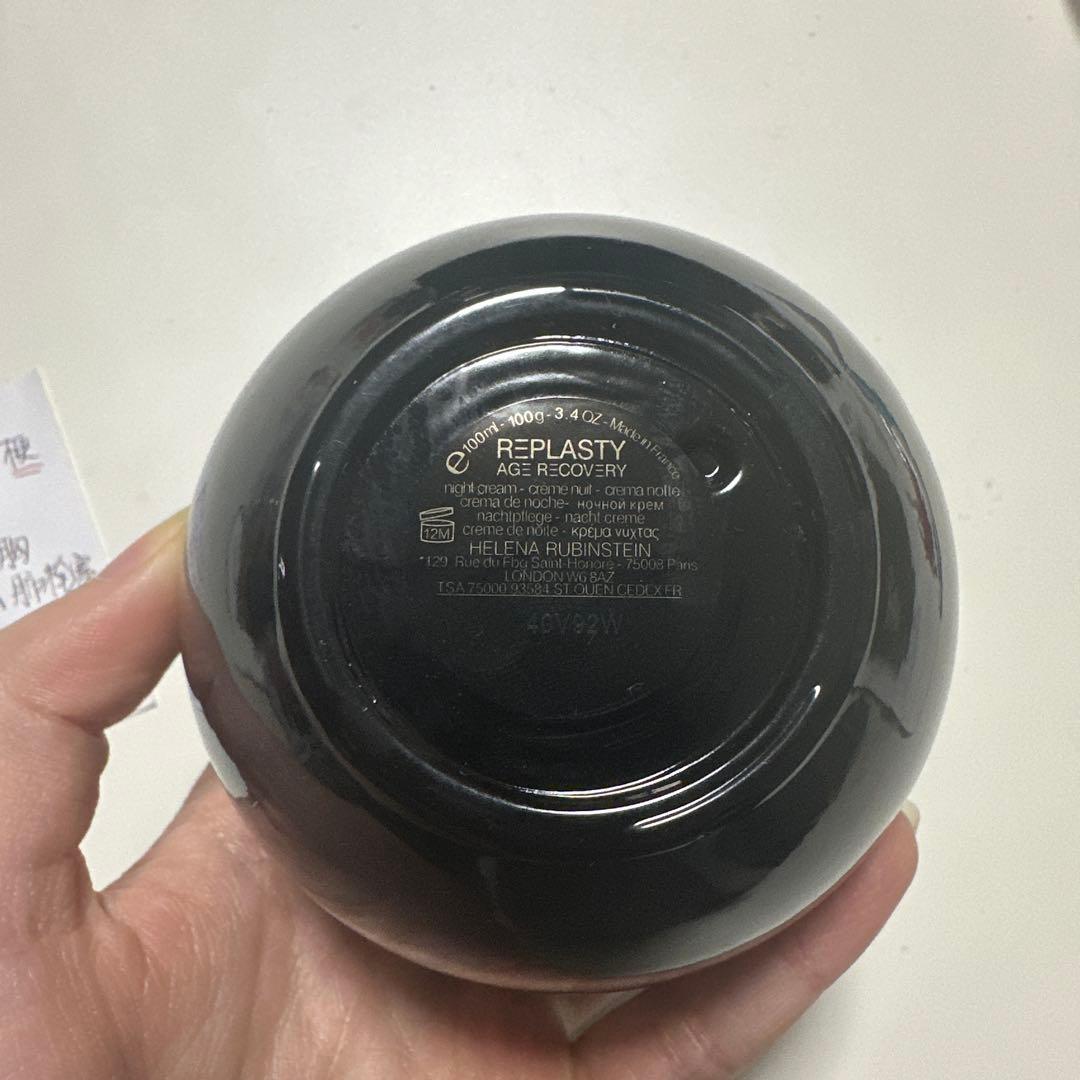 e 100ml - 100g - 3.4 OZ - Made in France
REPLASTY
AGE RECOVERY
night cream - crème nuit - crema notte
crema de noche - ночной крем
nachtpflege - nacht creme
12M
creme de noite - κρέμα νυχτας
HELENA RUBINSTEIN
129, Rue du Fbg Saint-Honoré - 75008 Paris
LONDON W6 8AZ
TSA 75000 93584 ST OUEN CEDEX FR
40Y92W
梗